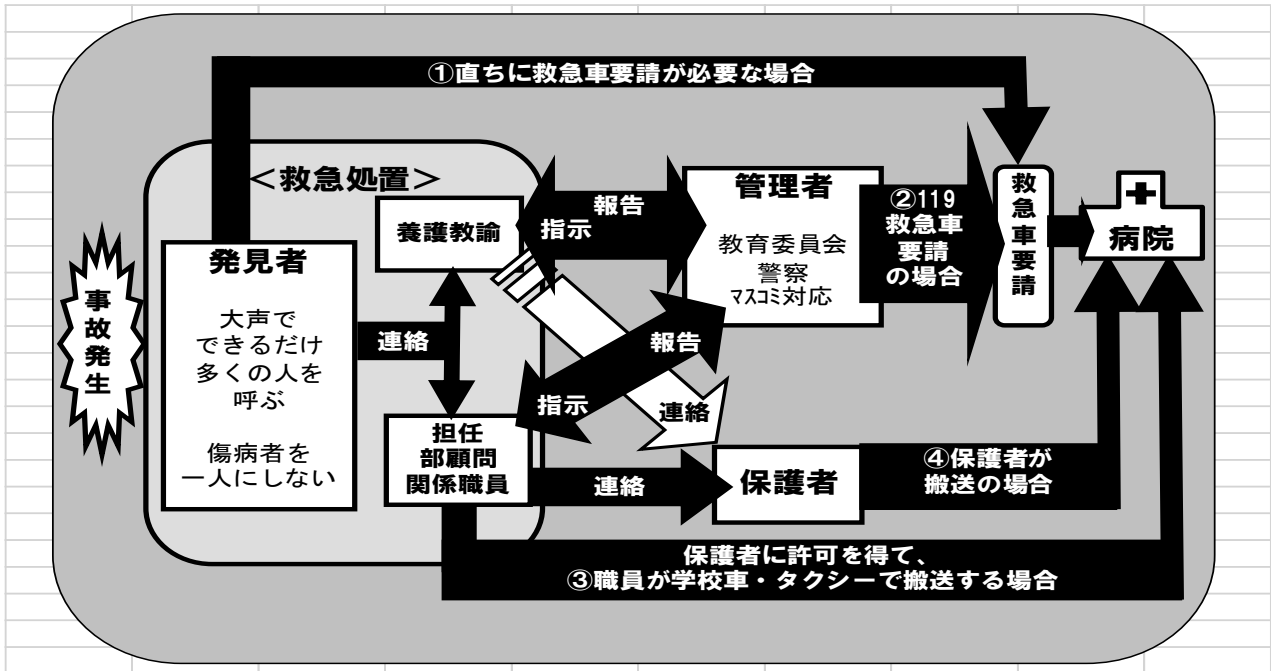 ①直ちに救急車要請が必要な場合
＜救急処置＞
事故発生
発見者
大声で
できるだけ
多くの人を
呼ぶ
傷病者を
一人にしない
連絡
養護教諭
担任
部顧問
関係職員
報告
指示
報告
指示
連絡
連絡
管理者
教育委員会
警察
マスコミ対応
②119
救急車
要請
の場合
救急車要請
病院
保護者
④保護者が
搬送の場合
保護者に許可を得て、
③職員が学校車・タクシーで搬送する場合